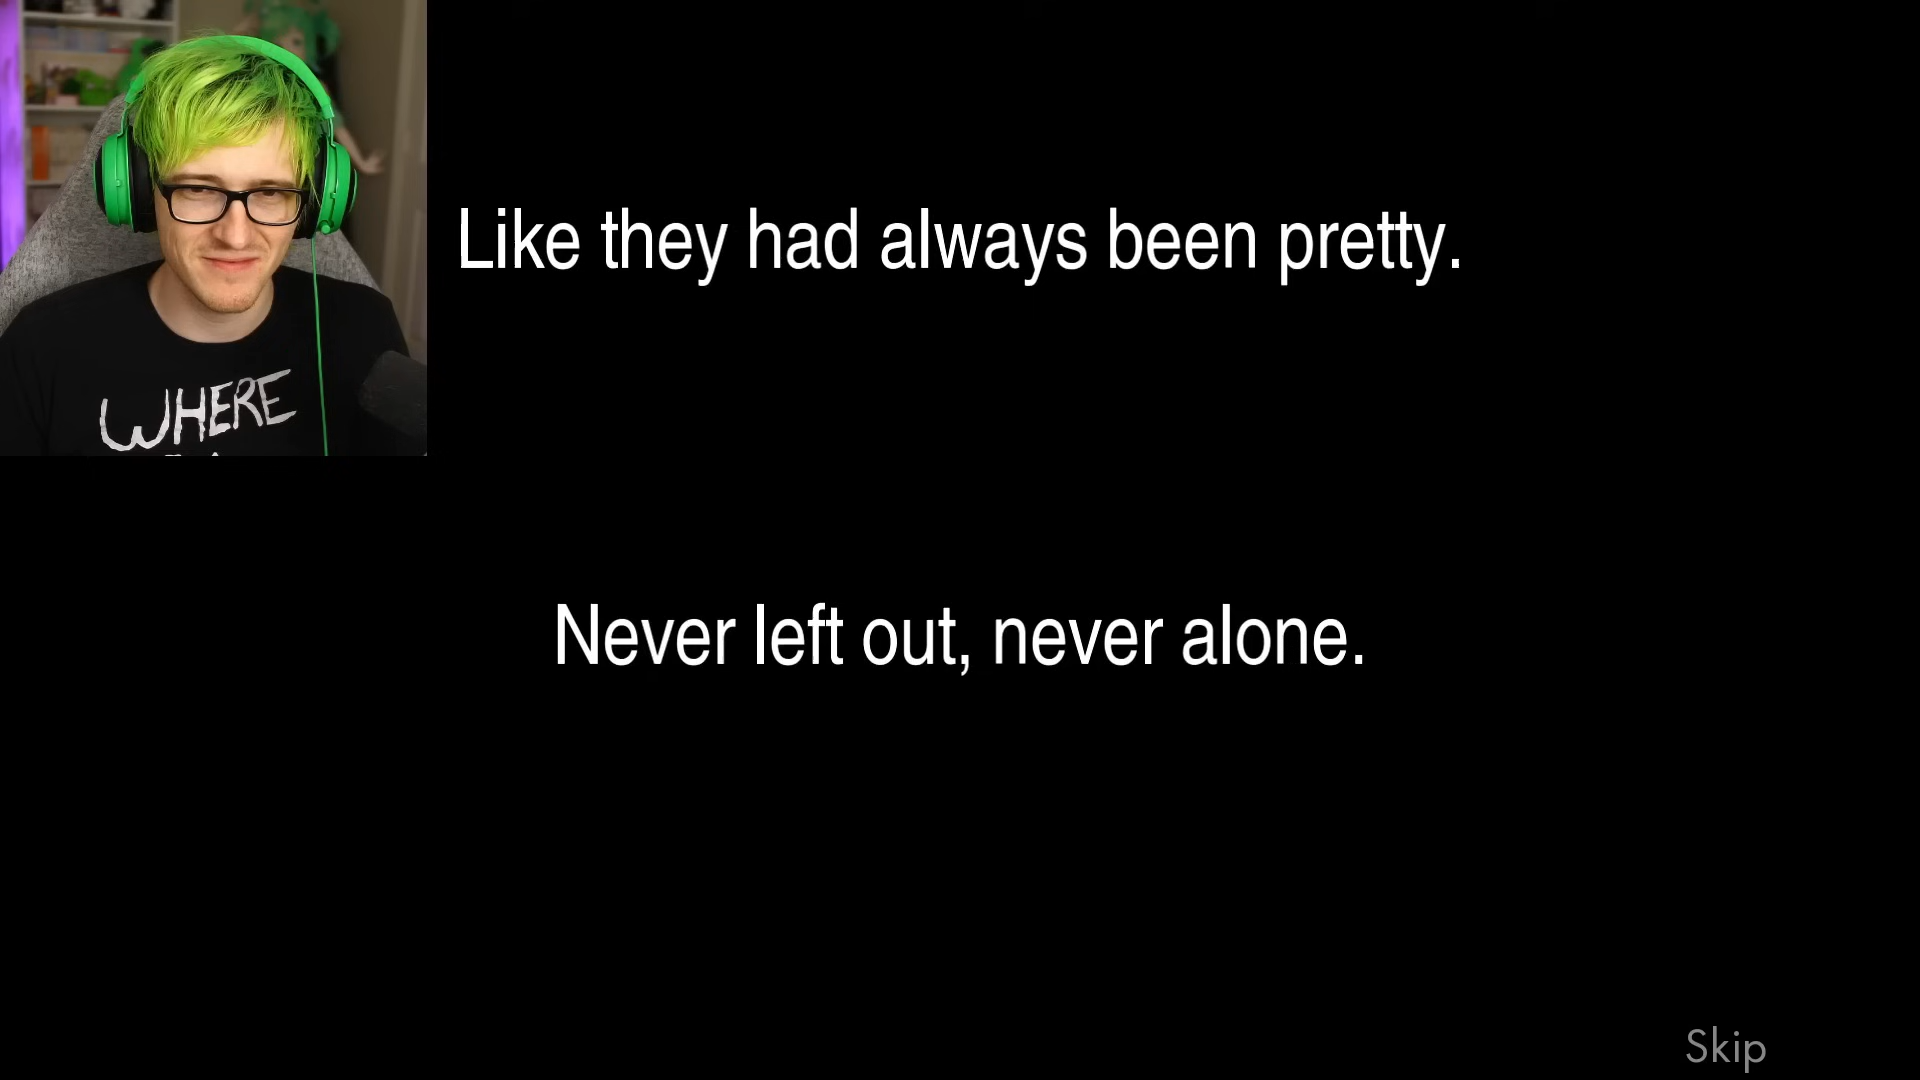 WHERE
Like they had always been pretty.
Never left out, never alone.
Skip